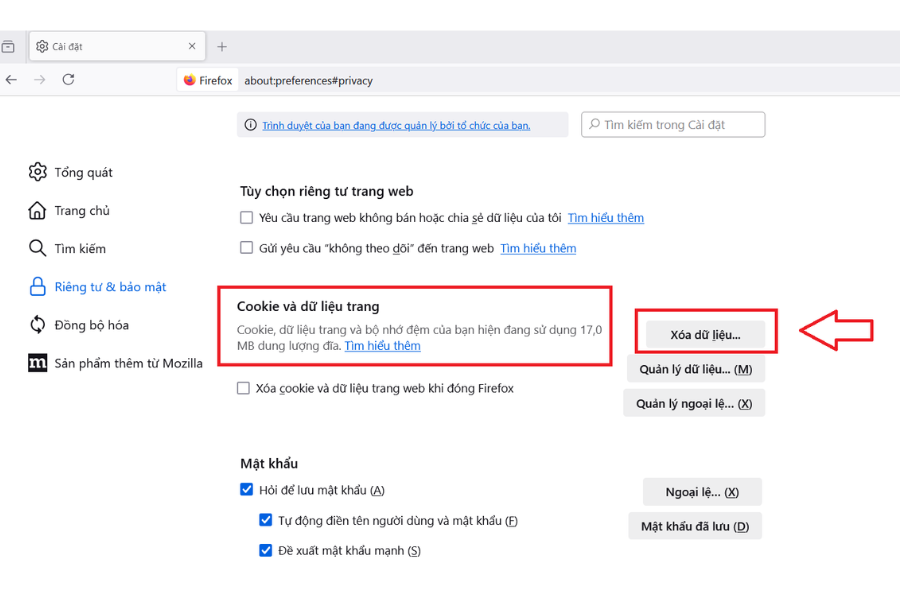 Cài đặt
Firefox about:preferences#privacy
Trình duyệt của bạn đang được quản lý bởi tổ chức của bạn.
Tìm kiếm trong Cài đặt
Tổng quát
Trang chủ
Tìm kiếm
Riêng tư & bảo mật
Đồng bộ hóa
m Sản phẩm thêm từ Mozilla
Tùy chọn riêng tư trang web
Yêu cầu trang web không bán hoặc chia sẻ dữ liệu của tôi Tìm hiểu thêm
Gửi yêu cầu “không theo dõi” đến trang web Tìm hiểu thêm
Cookie và dữ liệu trang
Cookie, dữ liệu trang và bộ nhớ đệm của bạn hiện đang sử dụng 17,0
MB dung lượng đĩa. Tìm hiểu thêm
Xóa dữ liệu...
Quản lý dữ liệu... (M)
Xóa cookie và dữ liệu trang web khi đóng Firefox
Quản lý ngoại lệ... (X)
Mật khẩu
Hỏi để lưu mật khẩu (A)
Ngoại lệ... (X)
Tự động điền tên người dùng và mật khẩu (F)
Mật khẩu đã lưu (D)
Đề xuất mật khẩu mạnh (S)